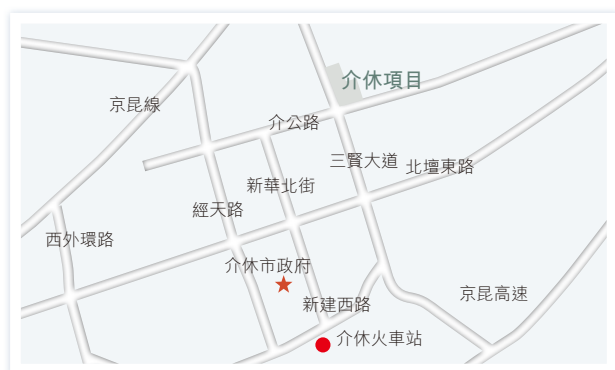 介休項目
京昆線
介公路
三賢大道
北壇東路
新華北街
經天路
西外環路
介休市政府
京昆高速
新建西路
介休火車站